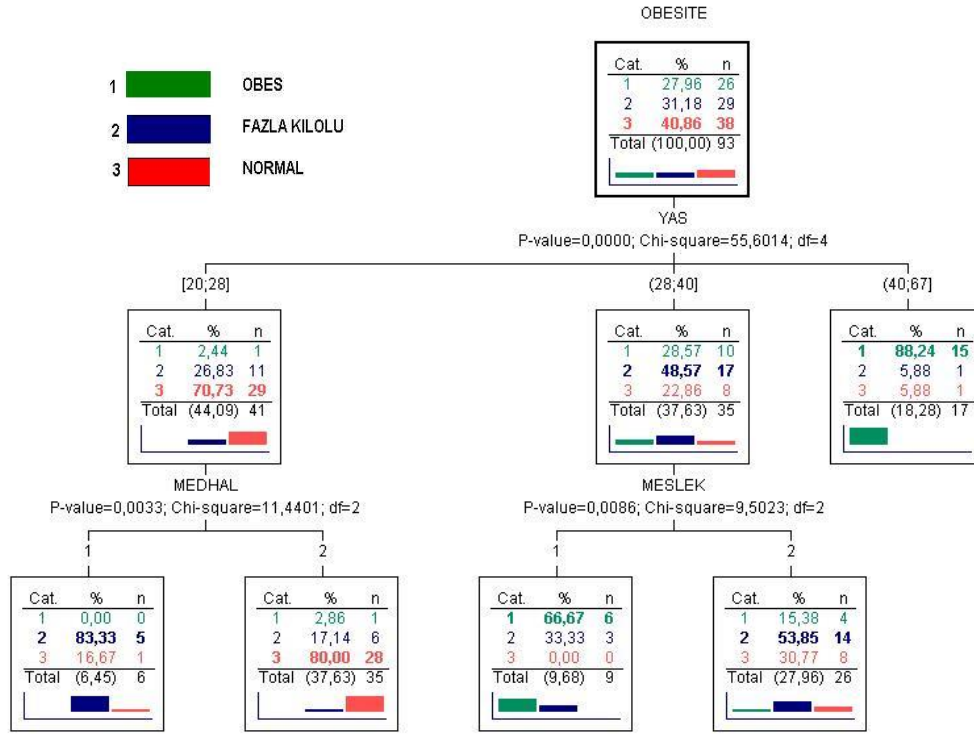 OBESITE
1 OBES
2 FAZLA KILOLU
3 NORMAL
Cat. % n
1 27,96 26
2 31,18 29
3 40,86 38
Total (100,00) 93
YAS
P-value=0,0000; Chi-square=55,6014; df=4
[20;28]
Cat. % n
1 2,44 1
2 26,83 11
3 70,73 29
Total (44,09) 41
(28;40]
Cat. % n
1 28,57 10
2 48,57 17
3 22,86 8
Total (37,63) 35
(40;67]
Cat. % n
1 88,24 15
2 5,88 1
3 5,88 1
Total (18,28) 17
MEDHAL
P-value=0,0033; Chi-square=11,4401; df=2
1
Cat. % n
1 0,00 0
2 83,33 5
3 16,67 1
Total (6,45) 6
2
Cat. % n
1 2,86 1
2 17,14 6
3 80,00 28
Total (37,63) 35
MESLEK
P-value=0,0086; Chi-square=9,5023; df=2
1
Cat. % n
1 66,67 6
2 33,33 3
3 0,00 0
Total (9,68) 9
2
Cat. % n
1 15,38 4
2 53,85 14
3 30,77 8
Total (27,96) 26